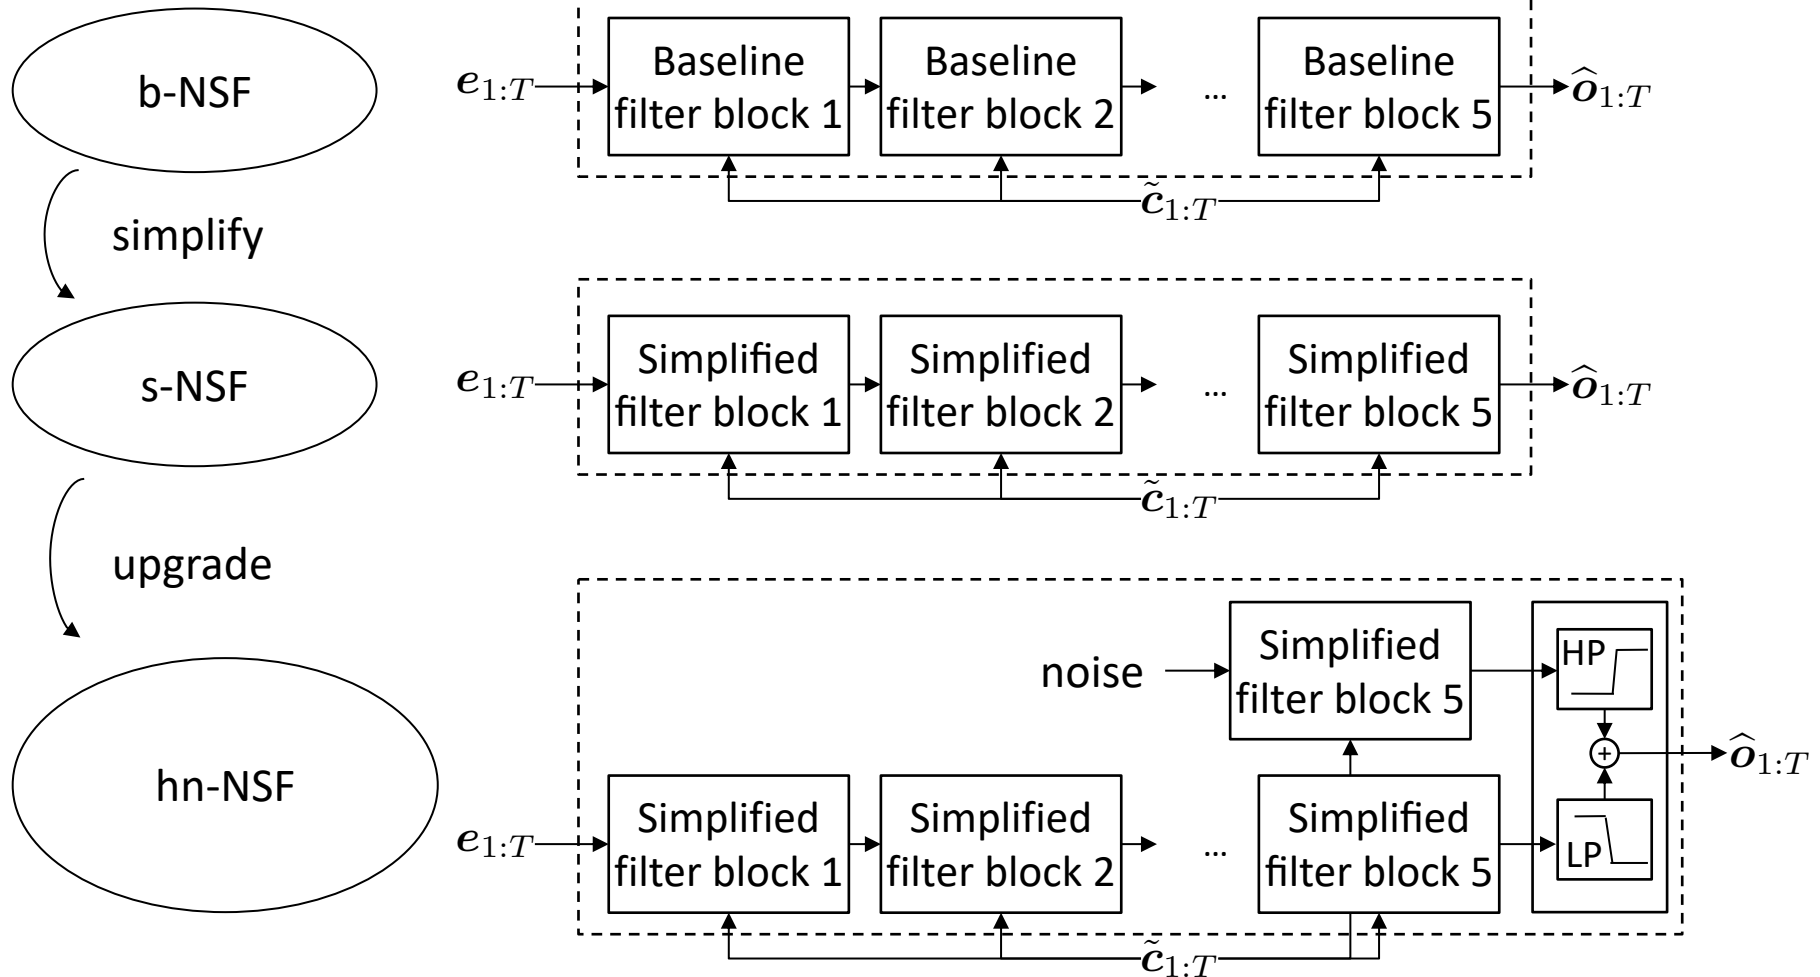 b-NSF
e1:T
Baseline
filter block 1
Baseline
filter block 2
...
Baseline
filter block 5
ô1:T
c̃1:T
simplify
s-NSF
e1:T
Simplified
filter block 1
Simplified
filter block 2
...
Simplified
filter block 5
ô1:T
c̃1:T
upgrade
hn-NSF
noise
Simplified
filter block 5
HP
+
ô1:T
e1:T
Simplified
filter block 1
Simplified
filter block 2
...
Simplified
filter block 5
LP
c̃1:T